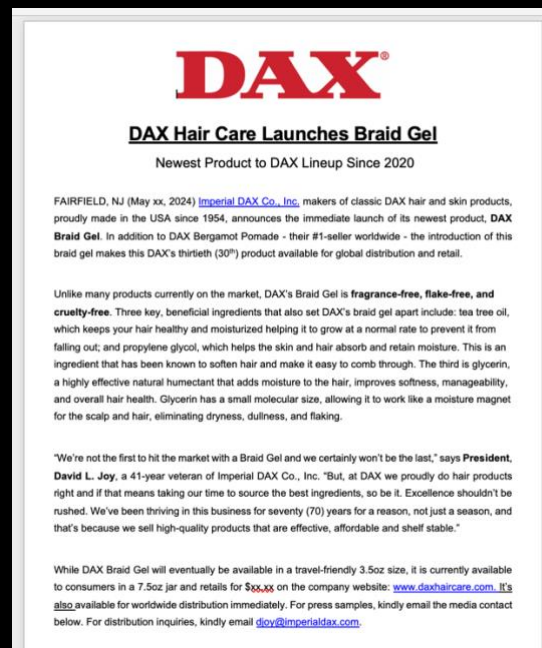 DAX®
DAX Hair Care Launches Braid Gel
Newest Product to DAX Lineup Since 2020
FAIRFIELD, NJ (May xx, 2024) Imperial DAX Co., Inc. makers of classic DAX hair and skin products,
proudly made in the USA since 1954, announces the immediate launch of its newest product, DAX
Braid Gel. In addition to DAX Bergamot Pomade - their #1-seller worldwide - the introduction of this
braid gel makes this DAX's thirtieth (30th) product available for global distribution and retail.
Unlike many products currently on the market, DAX's Braid Gel is fragrance-free, flake-free, and
cruelty-free. Three key, beneficial ingredients that also set DAX's braid gel apart include: tea tree oil,
which keeps your hair healthy and moisturized helping it to grow at a normal rate to prevent it from
falling out; and propylene glycol, which helps the skin and hair absorb and retain moisture. This is an
ingredient that has been known to soften hair and make it easy to comb through. The third is glycerin,
a highly effective natural humectant that adds moisture to the hair, improves softness, manageability,
and overall hair health. Glycerin has a small molecular size, allowing it to work like a moisture magnet
for the scalp and hair, eliminating dryness, dullness, and flaking.
"We're not the first to hit the market with a Braid Gel and we certainly won't be the last," says President,
David L. Joy, a 41-year veteran of Imperial DAX Co., Inc. "But, at DAX we proudly do hair products
right and if that means taking our time to source the best ingredients, so be it. Excellence shouldn't be
rushed. We've been thriving in this business for seventy (70) years for a reason, not just a season, and
that's because we sell high-quality products that are effective, affordable and shelf stable."
While DAX Braid Gel will eventually be available in a travel-friendly 3.5oz size, it is currently available
to consumers in a 7.5oz jar and retails for $xx.xx on the company website: www.daxhaircare.com. It's
also available for worldwide distribution immediately. For press samples, kindly email the media contact
below. For distribution inquiries, kindly email djoy@imperialdax.com.